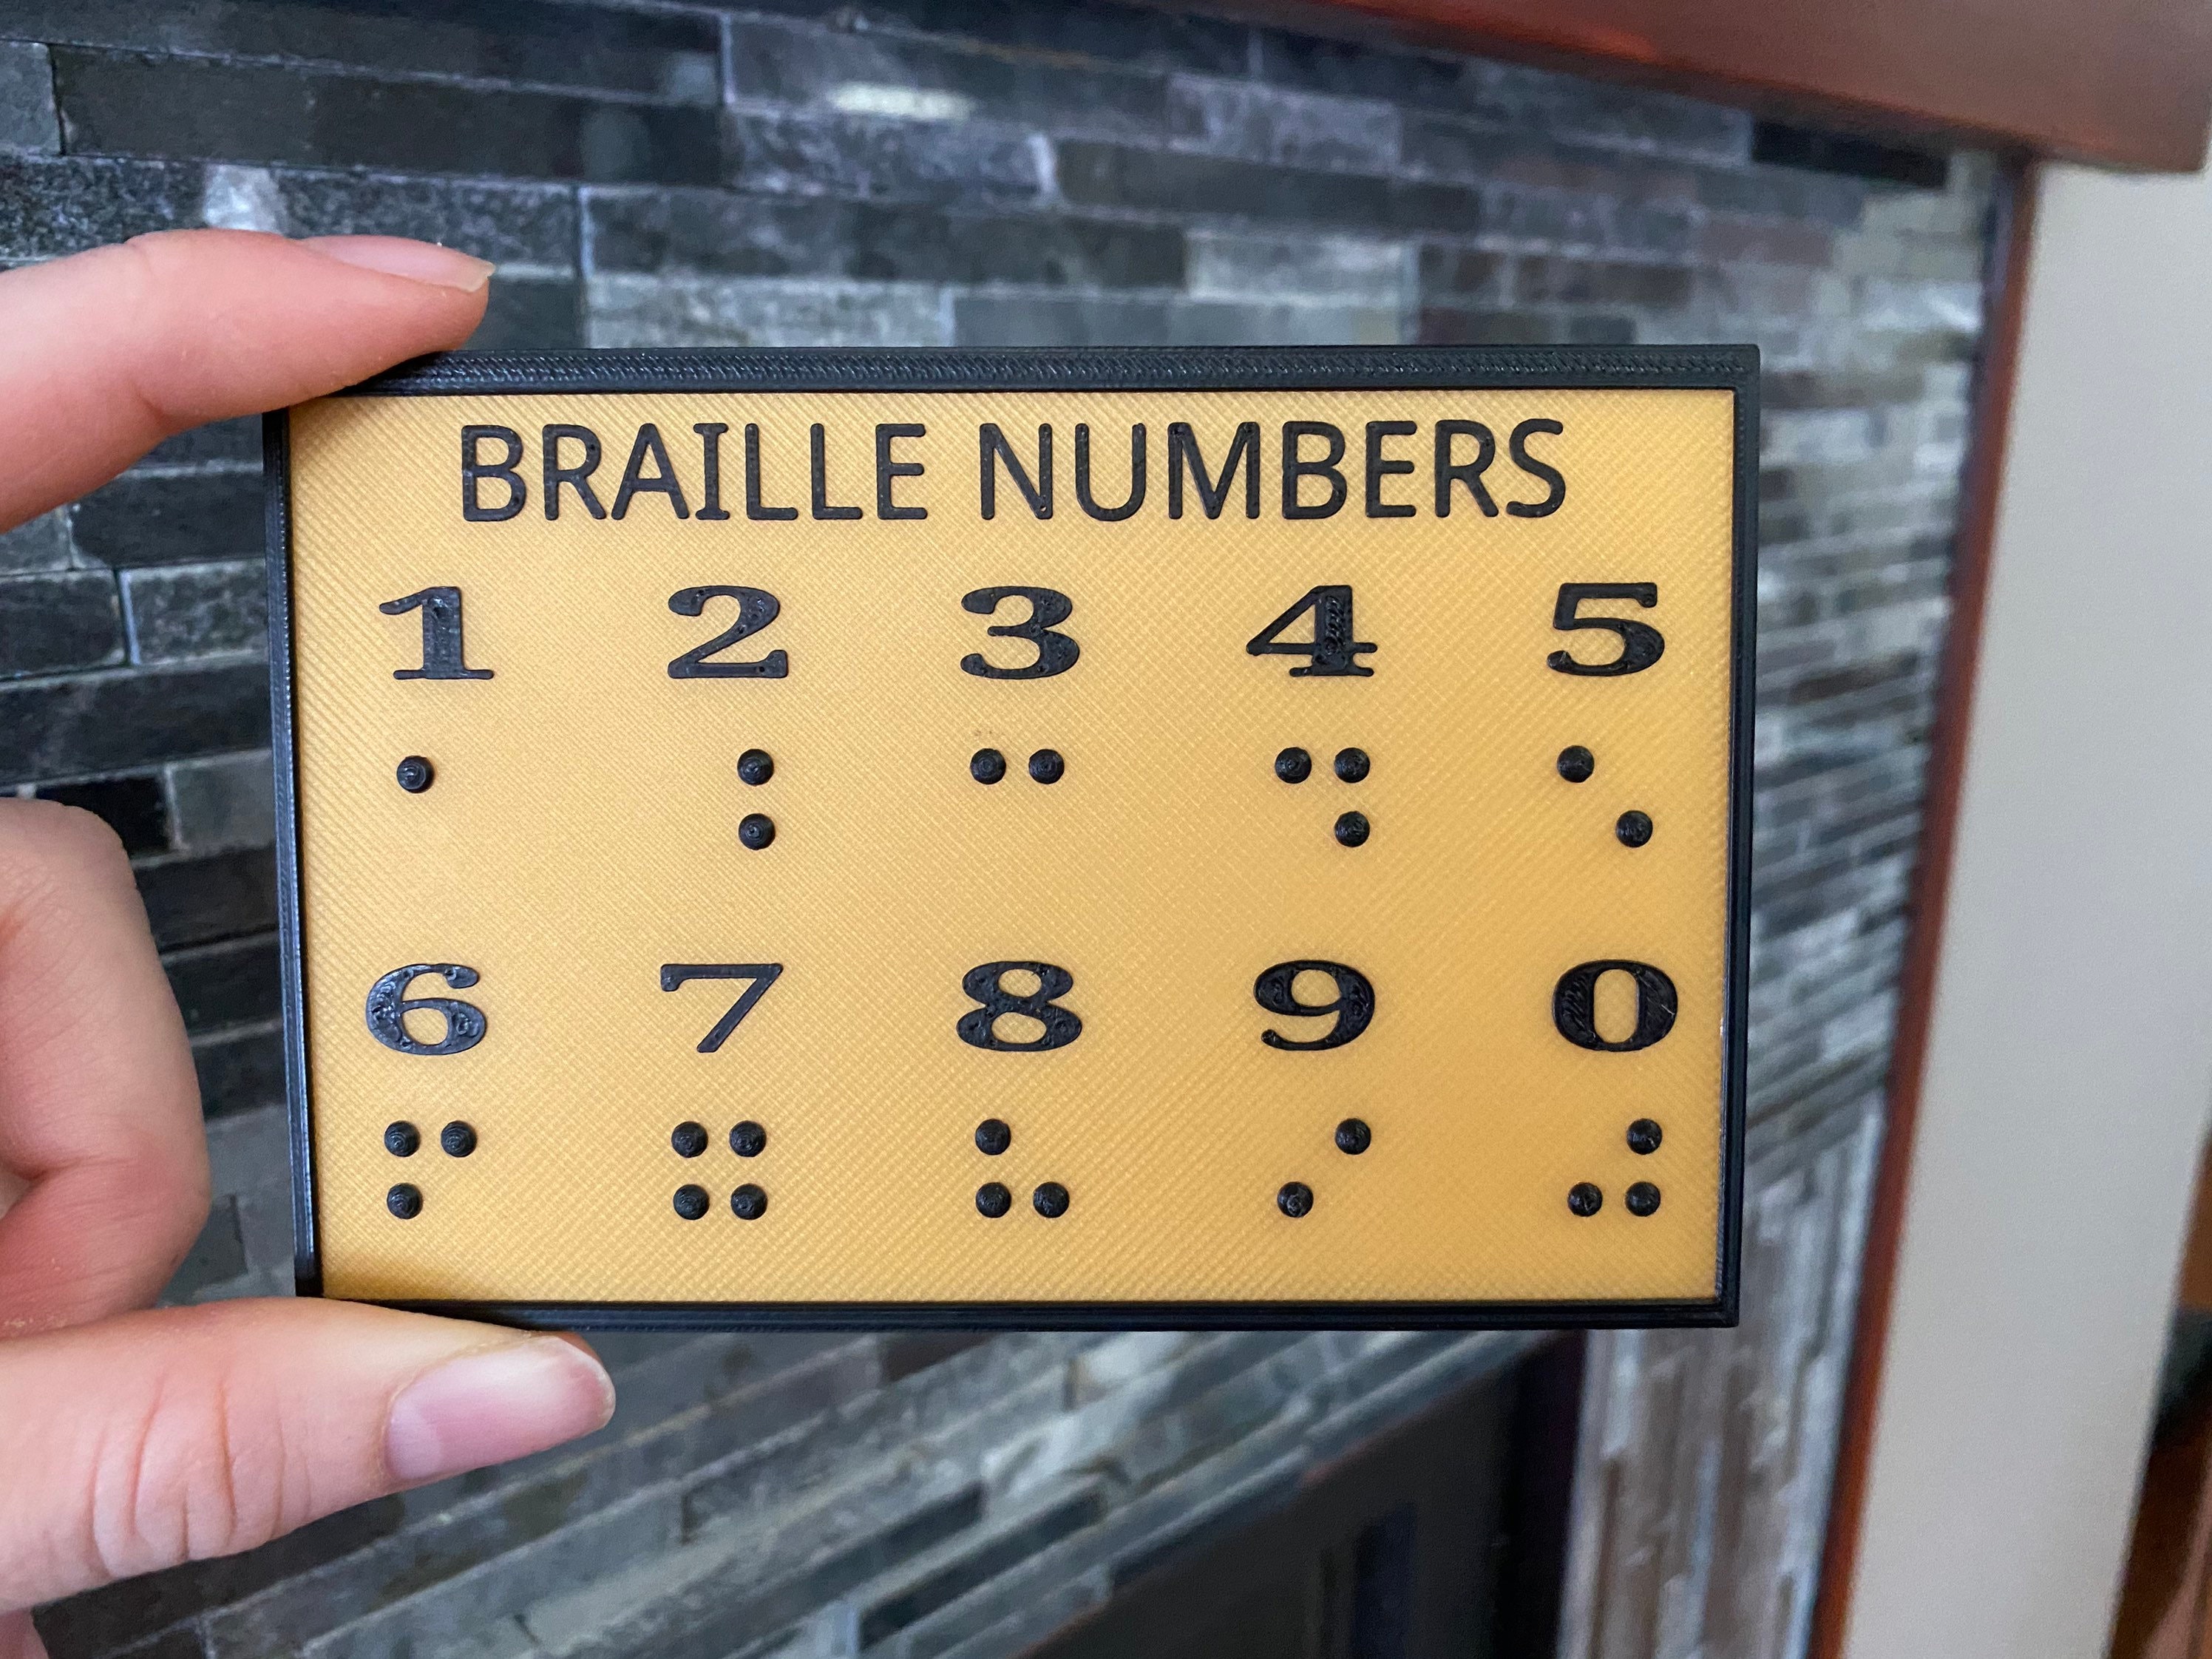 BRAILLE NUMBERS
1 2 3 4 5
⠁ ⠘ ⠉ ⠙ ⠑
6 7 8 9 0
⠋ ⠛ ⠓ ⠊ ⠚